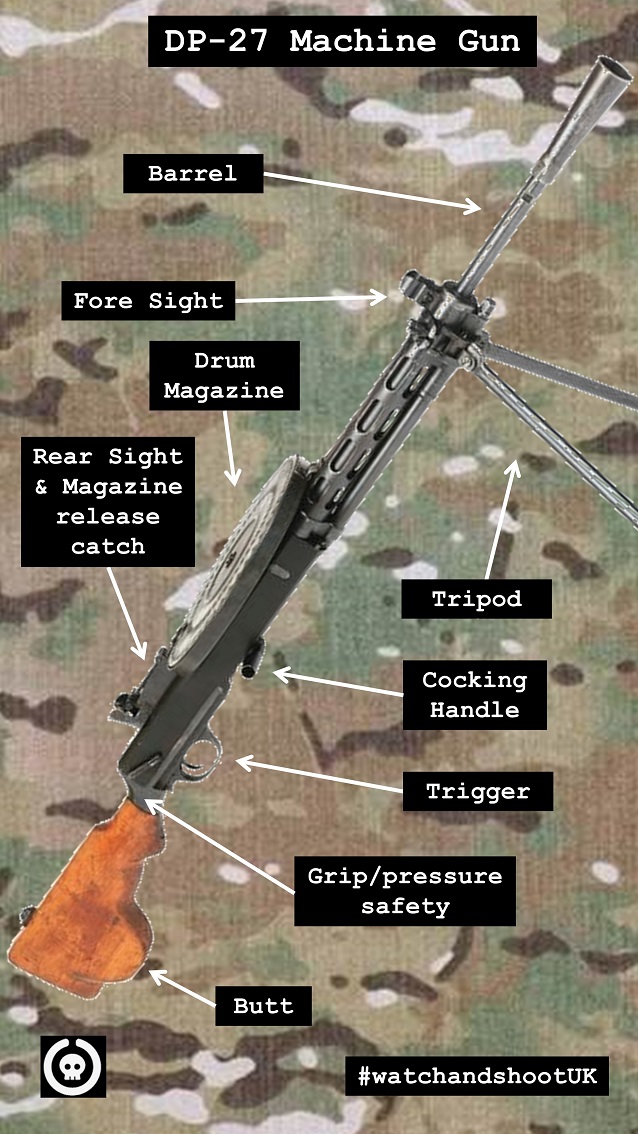 DP-27 Machine Gun
Barrel
Fore Sight
Drum
Magazine
Rear Sight
& Magazine
release
catch
Tripod
Cocking
Handle
Trigger
Grip/pressure
safety
Butt
#watchandshootUK